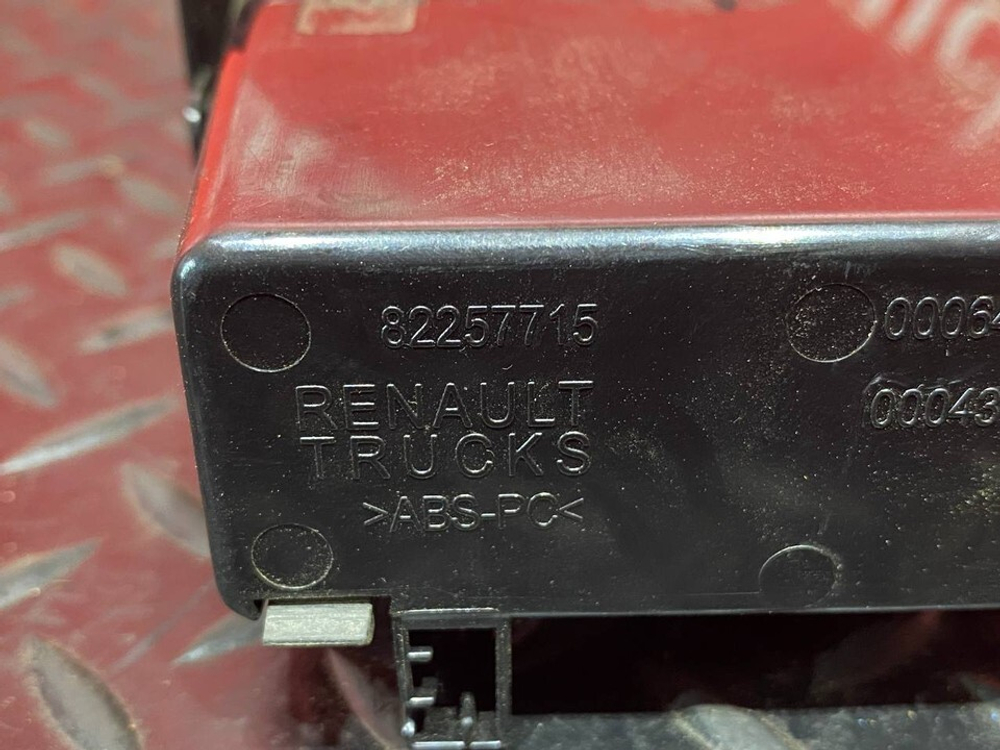 82257715
RENAULT
TRUCKS
>ABS-PC<